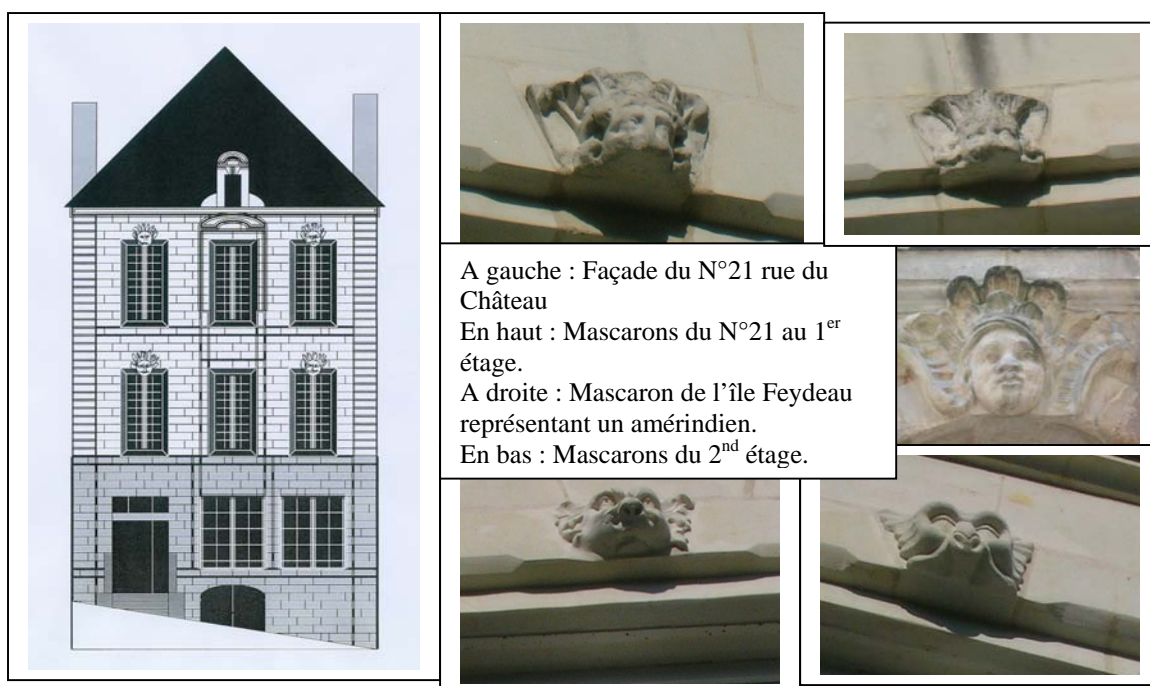 A gauche : Façade du N°21 rue du
Château
En haut : Mascarons du N°21 au 1er
étage.
A droite : Mascaron de l’île Feydeau
représentant un amérindien.
En bas : Mascarons du 2nd étage.